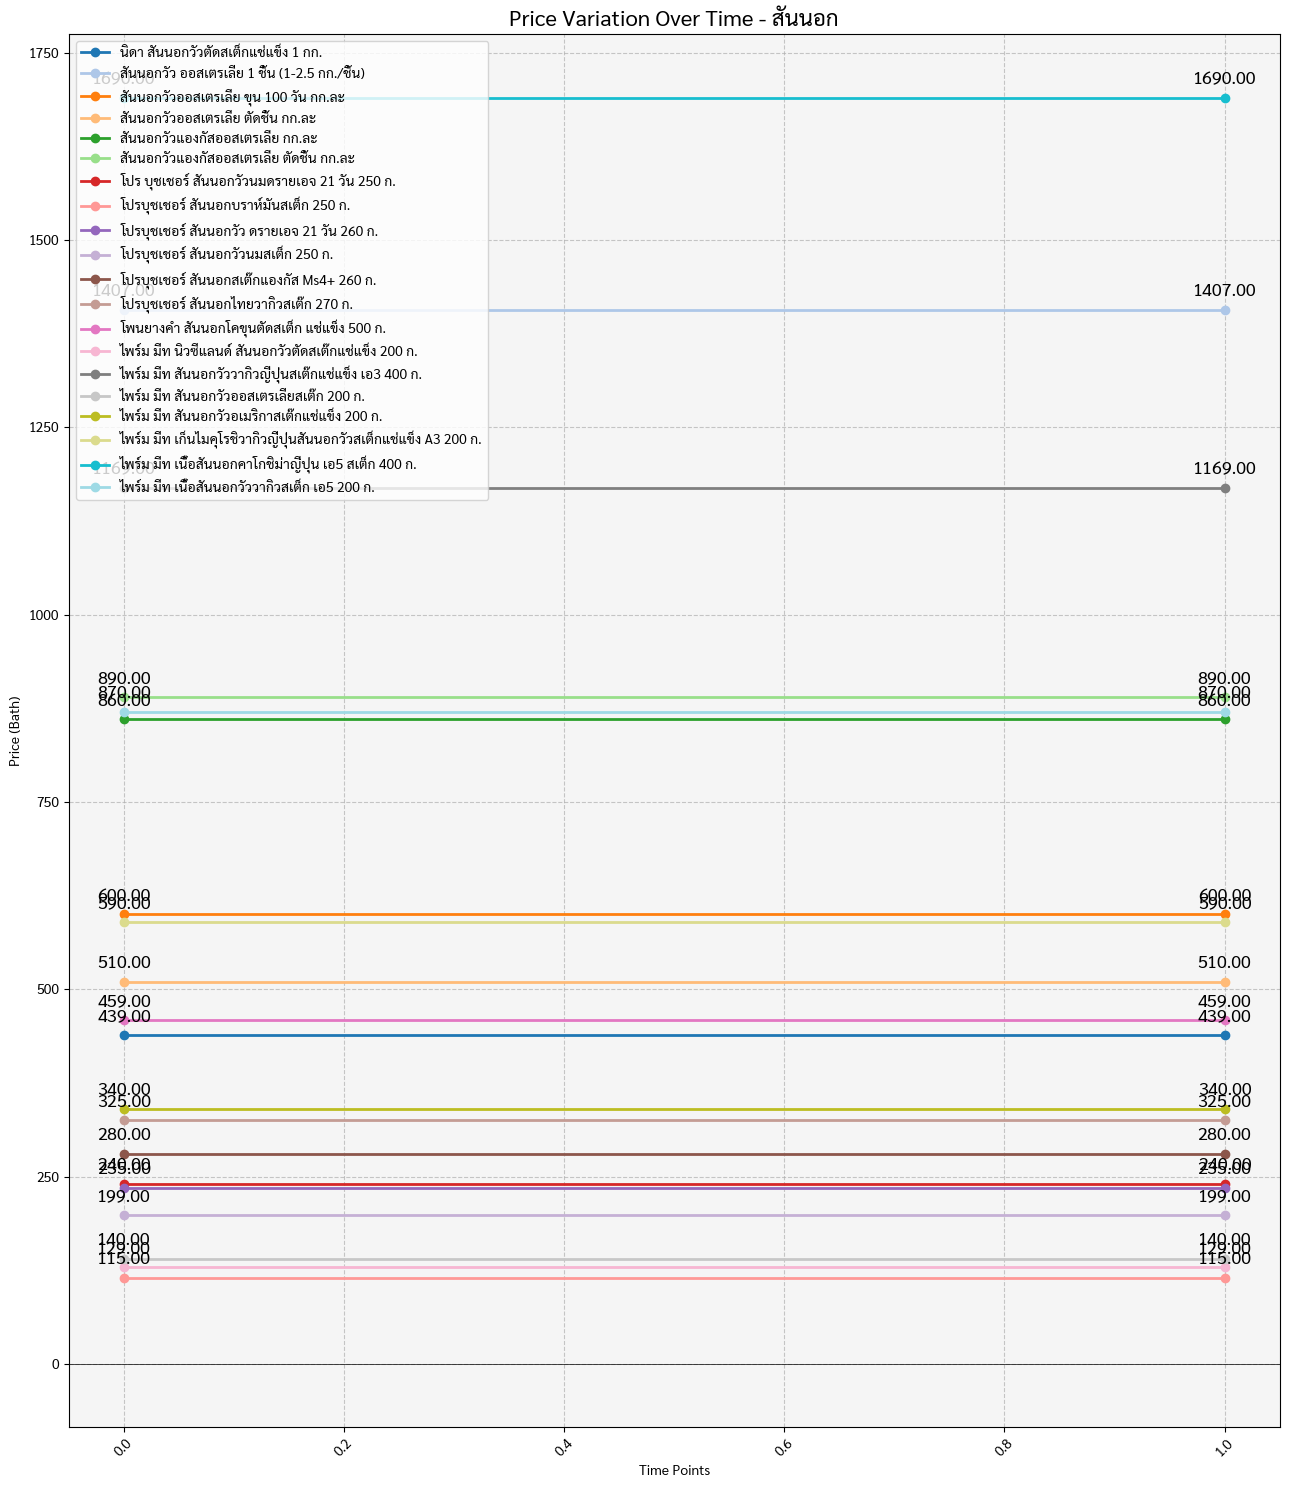 Price Variation Over Time - สันนอก
นิดา สันนอกวัวตัดสเต็กแช่แข็ง 1 กก.
สันนอกวัว ออสเตรเลีย 1 ชิ้น (1-2.5 กก./ชิ้น)
สันนอกวัวออสเตรเลีย ขุน 100 วัน กก.ละ
สันนอกวัวออสเตรเลีย ตัดชิ้น กก.ละ
สันนอกวัวแองกัสออสเตรเลีย กก.ละ
สันนอกวัวแองกัสออสเตรเลีย ตัดชิ้น กก.ละ
โปร บุชเชอร์ สันนอกวัวนมดรายเอจ 21 วัน 250 ก.
โปรบุชเชอร์ สันนอกบราห์มันสเต็ก 250 ก.
โปรบุชเชอร์ สันนอกวัว ดรายเอจ 21 วัน 260 ก.
โปรบุชเชอร์ สันนอกวัวนมสเต็ก 250 ก.
โปรบุชเชอร์ สันนอกสเต๊กแองกัส Ms4+ 260 ก.
โปรบุชเชอร์ สันนอกไทยวากิวสเต๊ก 270 ก.
โพนยางคำ สันนอกโคขุนตัดสเต็ก แช่แข็ง 500 ก.
ไพร์ม มีท นิวซีแลนด์ สันนอกวัวตัดสเต๊กแช่แข็ง 200 ก.
ไพร์ม มีท สันนอกวัววากิวญี่ปุนสเต๊กแช่แข็ง เอ3 400 ก.
ไพร์ม มีท สันนอกวัวออสเตรเลียสเต๊ก 200 ก.
ไพร์ม มีท สันนอกวัวอเมริกาสเต๊กแช่แข็ง 200 ก.
ไพร์ม มีท เก็นไมคุโรชิวากิวญี่ปุนสันนอกวัวสเต็กแช่แข็ง A3 200 ก.
ไพร์ม มีท เนื้อสันนอกคาโกชิม่าญี่ปุน เอ5 สเต็ก 400 ก.
ไพร์ม มีท เนื้อสันนอกวัววากิวสเต็ก เอ5 200 ก.
1750
1690.00 1690.00
1500
1407.00 1407.00
1250
1169.00 1169.00
1000
890.00 890.00
870.00 870.00
860.00 860.00
750
600.00 600.00
590.00 590.00
510.00 510.00
500
459.00 459.00
439.00 439.00
340.00 340.00
325.00 325.00
280.00 280.00
250
240.00 240.00
235.00 235.00
199.00 199.00
140.00 140.00
129.00 129.00
115.00 115.00
0
Price (Bath)
0.0 0.2 0.4 0.6 0.8 1.0
Time Points